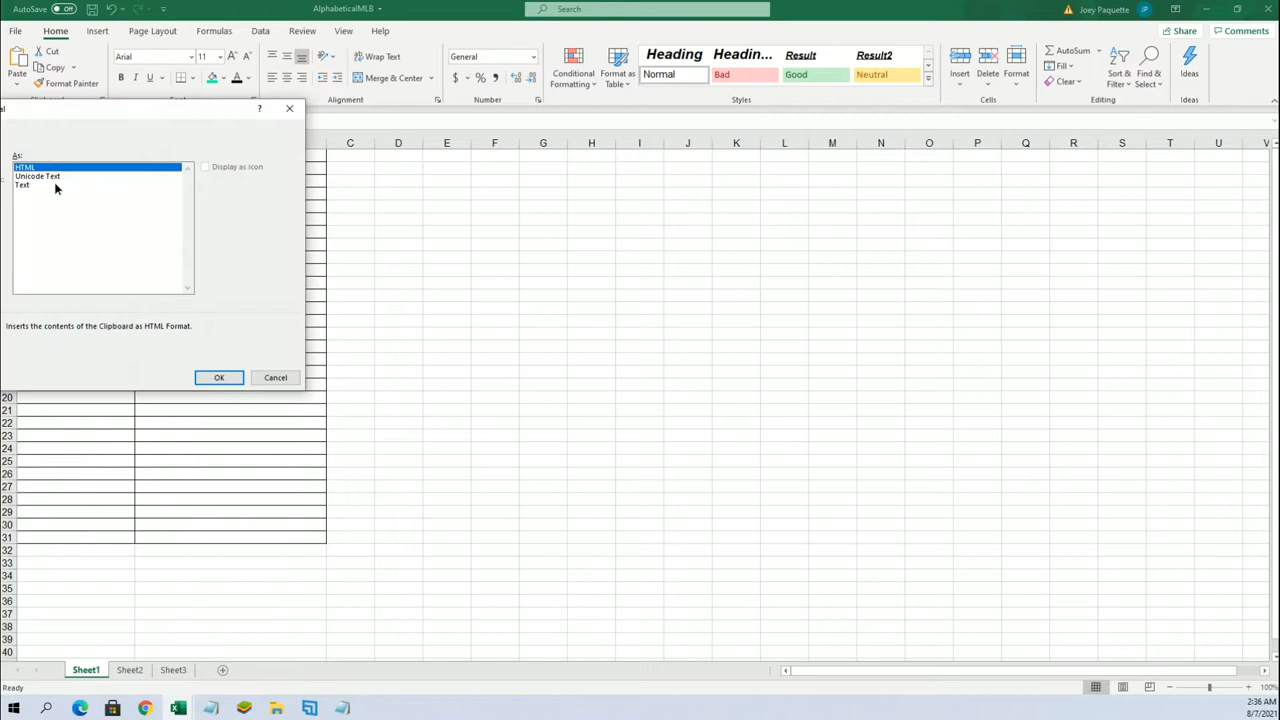 AutoSave Off AlphabeticalMLB Search Joey Paquette JP
File Home Insert Page Layout Formulas Data Review View Help Share Comments
Paste Cut Copy Format Painter
Arial 11 A A B I U A
Wrap Text Merge & Center Alignment
General $ % Number
Conditional Formatting Format as Table
Heading Headin... Result Result2
Normal Bad Good Neutral
Styles
Insert Delete Format Cells
AutoSum Fill Clear Sort & Filter Find & Select Editing
Ideas Ideas
al ?
As:
HTML
Unicode Text
Text
Display as icon
Inserts the contents of the Clipboard as HTML Format.
OK Cancel
C D E F G H I J K L M N O P Q R S T U V
20
21
22
23
24
25
26
27
28
29
30
31
32
33
34
35
36
37
38
39
40
Sheet1 Sheet2 Sheet3
Ready 100%
2:36 AM
8/7/2021